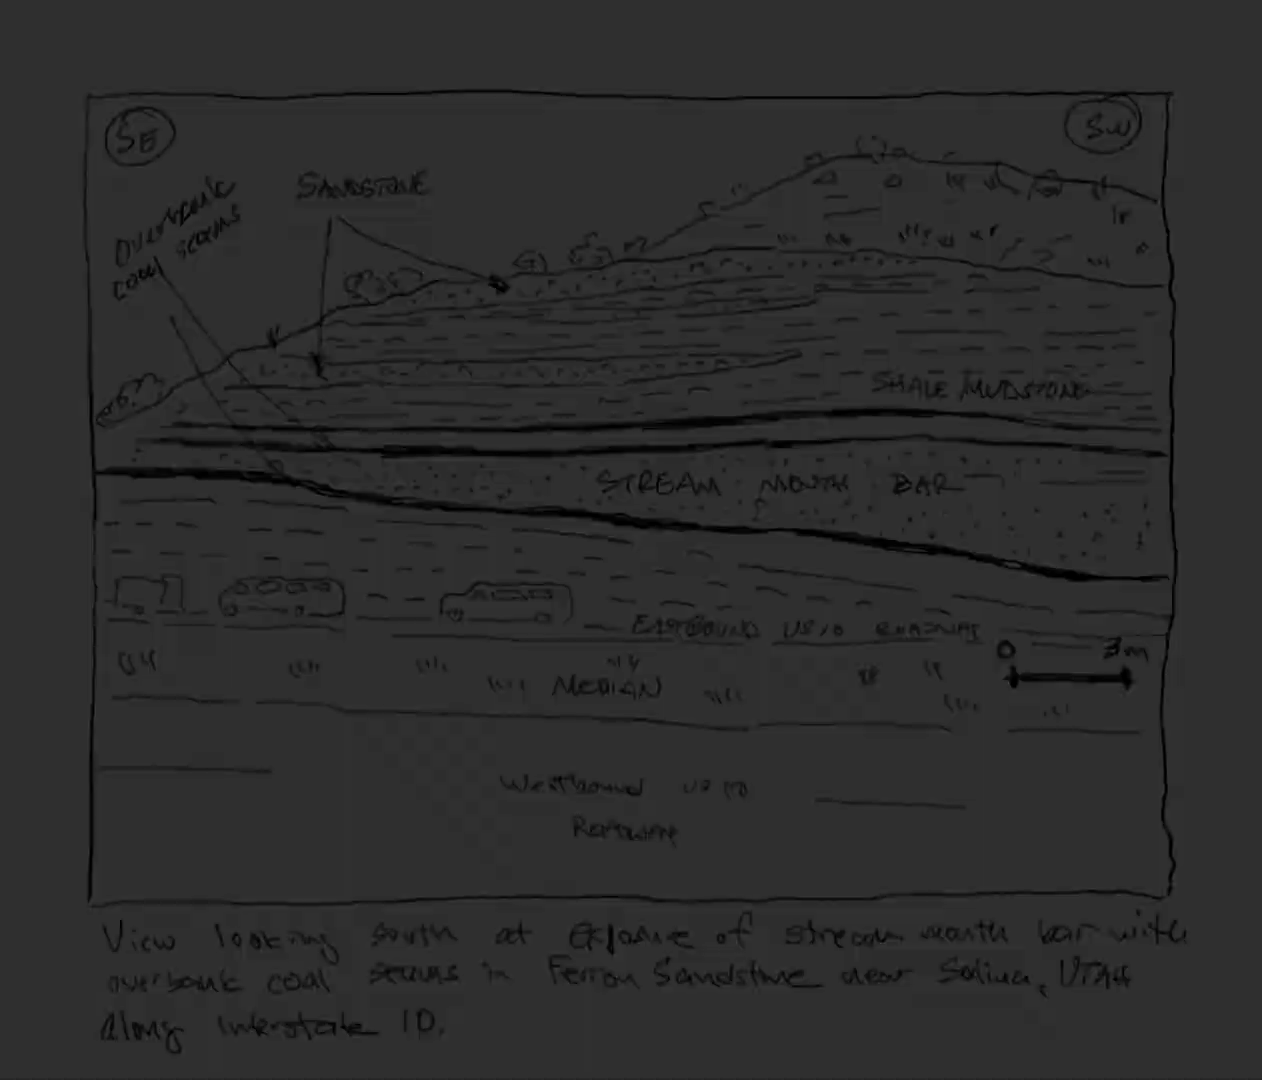 SE
SW
SANDSTONE
overbank
coal seams
SHALE/MUDSTONE
STREAM MOUTH BAR
EASTBOUND US 10 ROADWAY
0 3m
MEDIAN
Westbound US 10
Roadway
View looking south at exposure of stream mouth bar with
overbank coal seams in Ferron Sandstone near Salina, UTAH
along Interstate 10.